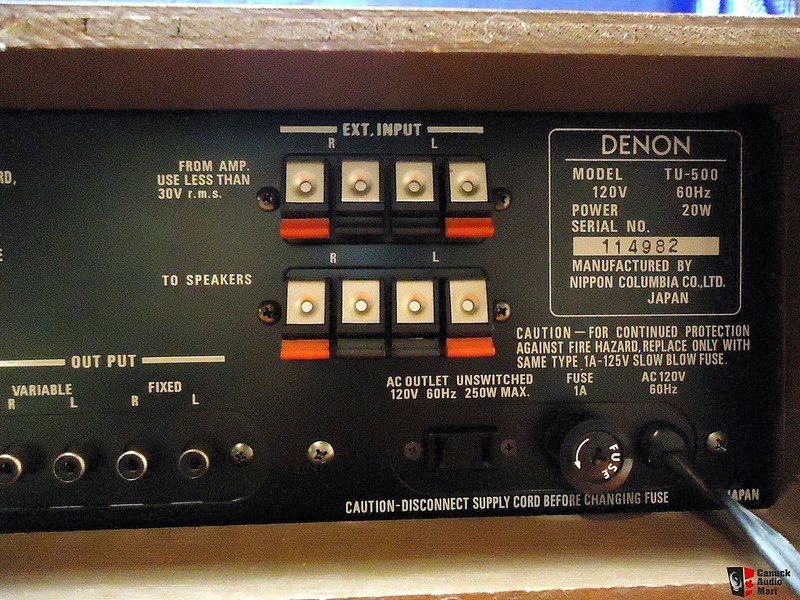 RD,
E
EXT. INPUT
R L
FROM AMP.
USE LESS THAN
30V r.m.s.
R L
TO SPEAKERS
OUT PUT
VARIABLE FIXED
R L R L
DENON
MODEL TU-500
120V 60Hz
POWER 20W
SERIAL NO.
114982
MANUFACTURED BY
NIPPON COLUMBIA CO.,LTD.
JAPAN
CAUTION — FOR CONTINUED PROTECTION
AGAINST FIRE HAZARD, REPLACE ONLY WITH
SAME TYPE 1A-125V SLOW BLOW FUSE.
AC OUTLET UNSWITCHED
120V 60Hz 250W MAX.
FUSE
1A
AC 120V
60Hz
FUSE
CAUTION-DISCONNECT SUPPLY CORD BEFORE CHANGING FUSE
JAPAN
Canuck
Audio
Mart